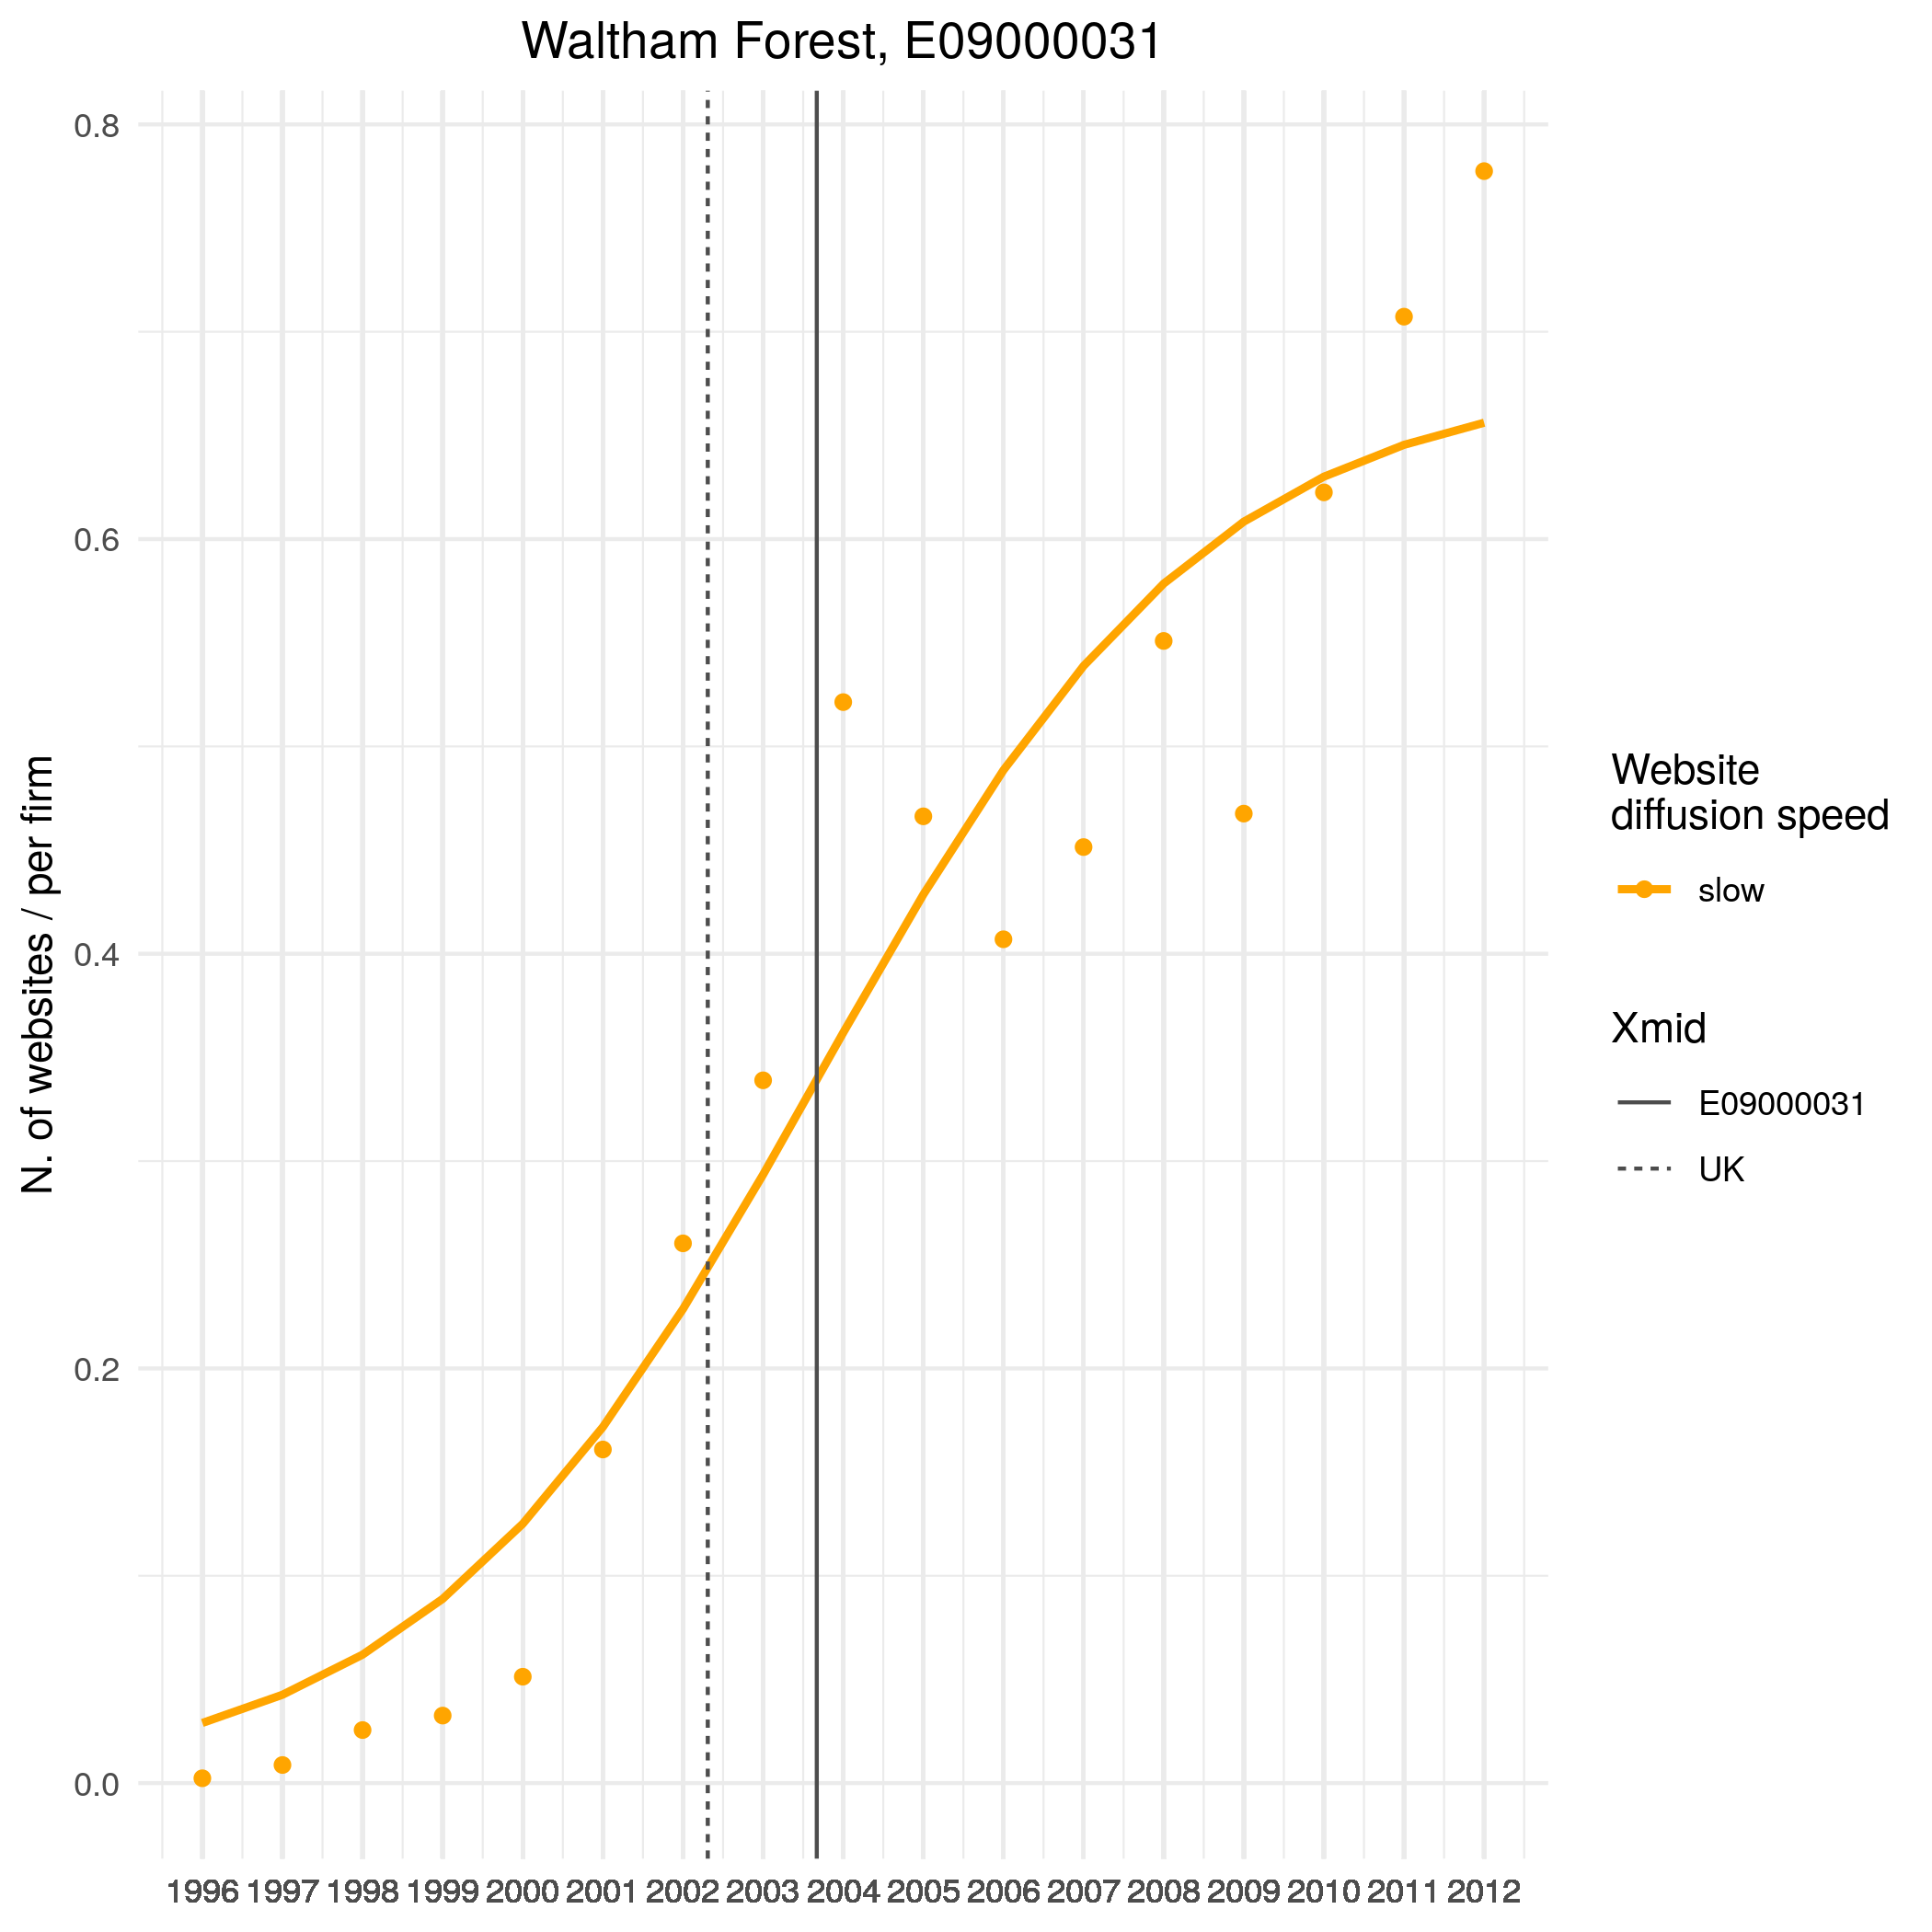 Waltham Forest, E09000031
N. of websites / per firm
0.8
0.6
0.4
0.2
0.0
1996 1997 1998 1999 2000 2001 2002 2003 2004 2005 2006 2007 2008 2009 2010 2011 2012
Website
diffusion speed
slow
Xmid
E09000031
UK